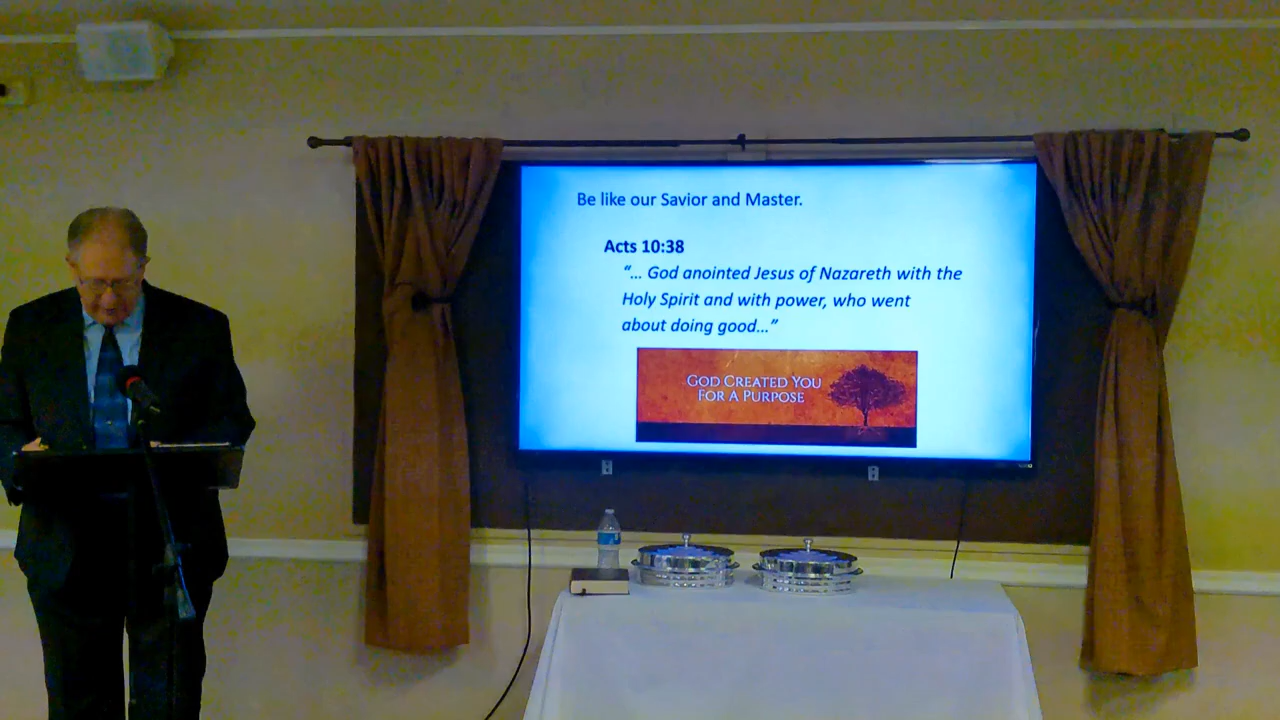 Be like our Savior and Master.
Acts 10:38
“... God anointed Jesus of Nazareth with the
Holy Spirit and with power, who went
about doing good...”
GOD CREATED YOU
FOR A PURPOSE